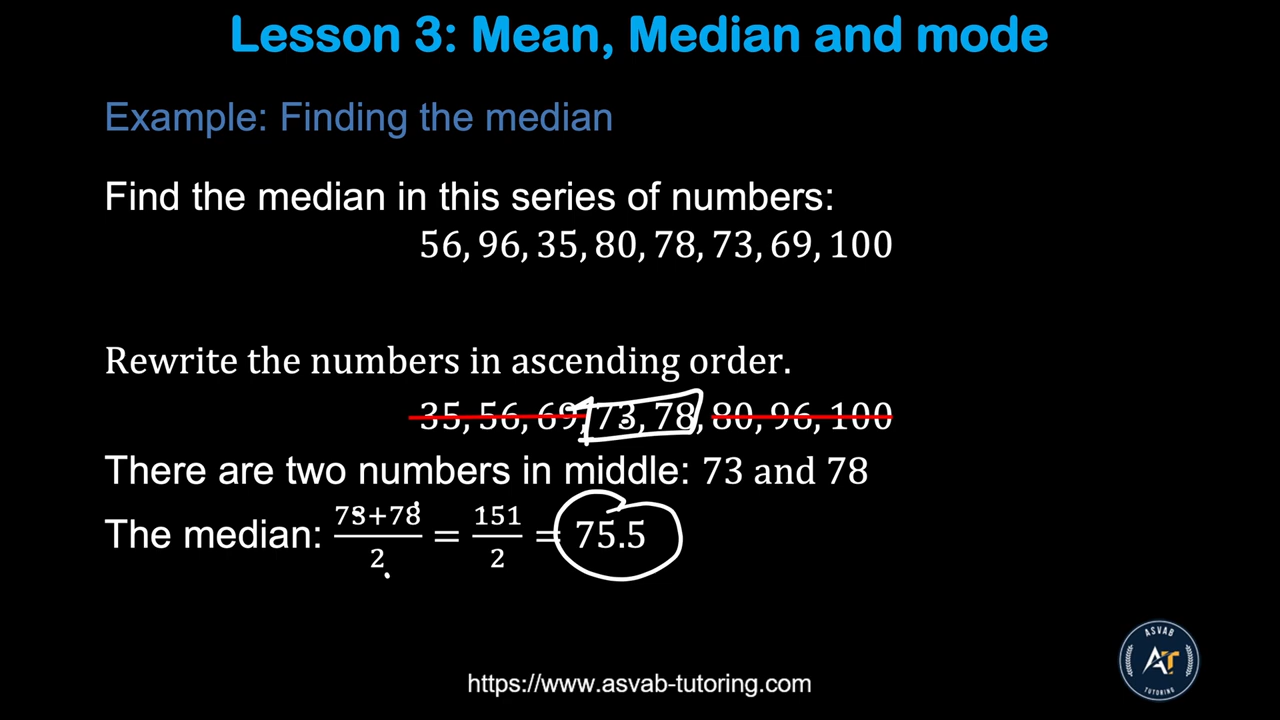 Lesson 3: Mean, Median and mode
Example: Finding the median
Find the median in this series of numbers:
56, 96, 35, 80, 78, 73, 69, 100
Rewrite the numbers in ascending order.
35, 56, 69, 73, 78, 80, 96, 100
There are two numbers in middle: 73 and 78
The median: 73+78/2 = 151/2 = 75.5
ASVAB
AT
TUTORING
https://www.asvab-tutoring.com